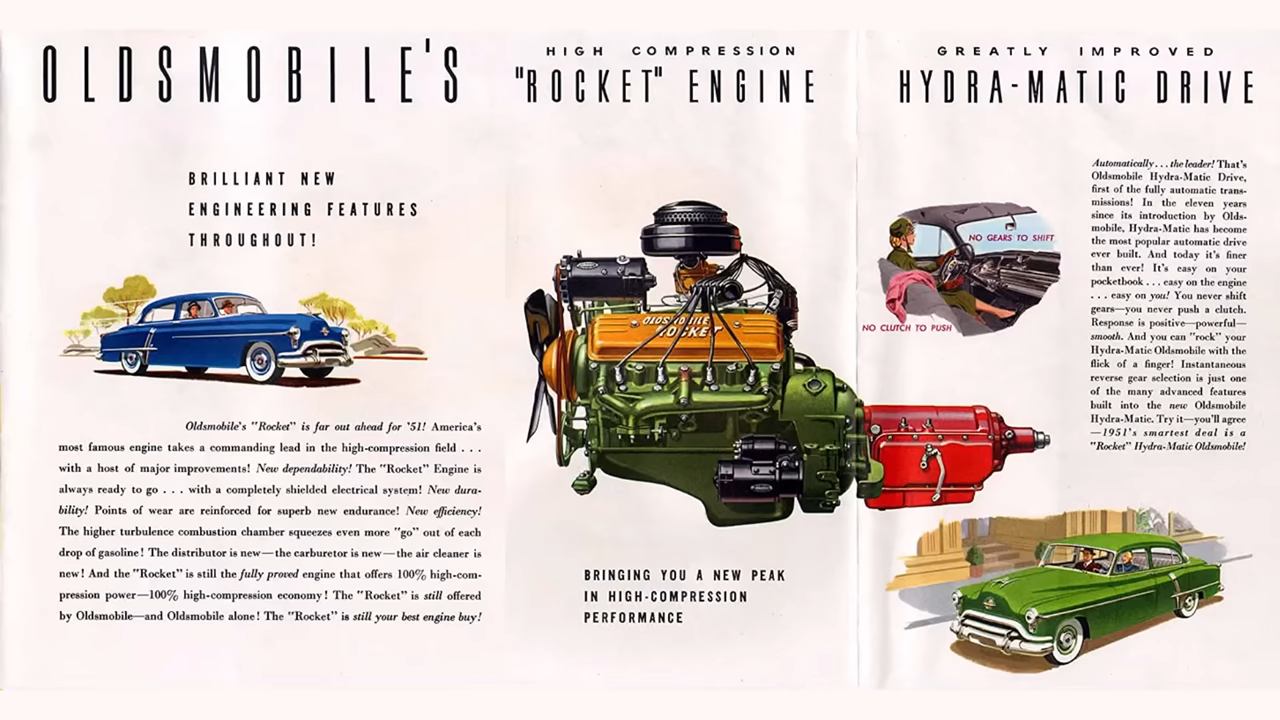 OLDSMOBILE'S
BRILLIANT NEW
ENGINEERING FEATURES
THROUGHOUT!
Oldsmobile's "Rocket" is far out ahead for '51! America's
most famous engine takes a commanding lead in the high-compression field . . .
with a host of major improvements! New dependability! The "Rocket" Engine is
always ready to go . . . with a completely shielded electrical system! New dura-
bility! Points of wear are reinforced for superb new endurance! New efficiency!
The higher turbulence combustion chamber squeezes even more "go" out of each
drop of gasoline! The distributor is new—the carburetor is new—the air cleaner is
new! And the "Rocket" is still the fully proved engine that offers 100% high-com-
pression power—100% high-compression economy! The "Rocket" is still offered
by Oldsmobile—and Oldsmobile alone! The "Rocket" is still your best engine buy!
HIGH COMPRESSION
"ROCKET" ENGINE
OLDSMOBILE
ROCKET
BRINGING YOU A NEW PEAK
IN HIGH-COMPRESSION
PERFORMANCE
GREATLY IMPROVED
HYDRA-MATIC DRIVE
NO GEARS TO SHIFT
NO CLUTCH TO PUSH
Automatically . . . the leader! That's
Oldsmobile Hydra-Matic Drive,
first of the fully automatic trans-
missions! In the eleven years
since its introduction by Olds-
mobile, Hydra-Matic has become
the most popular automatic drive
ever built. And today it's finer
than ever! It's easy on your
pocketbook . . . easy on the engine
. . . easy on you! You never shift
gears—you never push a clutch.
Response is positive—powerful—
smooth. And you can "rock" your
Hydra-Matic Oldsmobile with the
flick of a finger! Instantaneous
reverse gear selection is just one
of the many advanced features
built into the new Oldsmobile
Hydra-Matic. Try it—you'll agree
—1951's smartest deal is a
"Rocket" Hydra-Matic Oldsmobile!